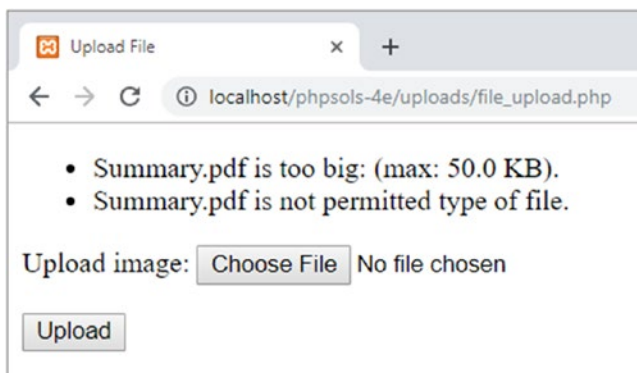 Upload File
localhost/phpsols-4e/uploads/file_upload.php
• Summary.pdf is too big: (max: 50.0 KB).
• Summary.pdf is not permitted type of file.
Upload image: Choose File No file chosen
Upload